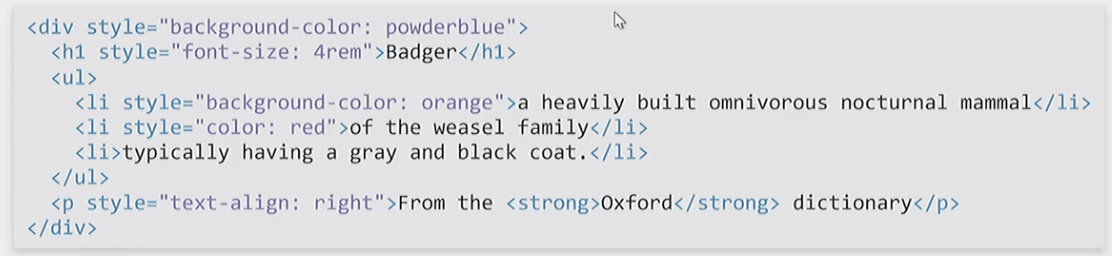 <div style="background-color: powderblue">
  <h1 style="font-size: 4rem">Badger</h1>
  <ul>
    <li style="background-color: orange">a heavily built omnivorous nocturnal mammal</li>
    <li style="color: red">of the weasel family</li>
    <li>typically having a gray and black coat.</li>
  </ul>
  <p style="text-align: right">From the <strong>Oxford</strong> dictionary</p>
</div>